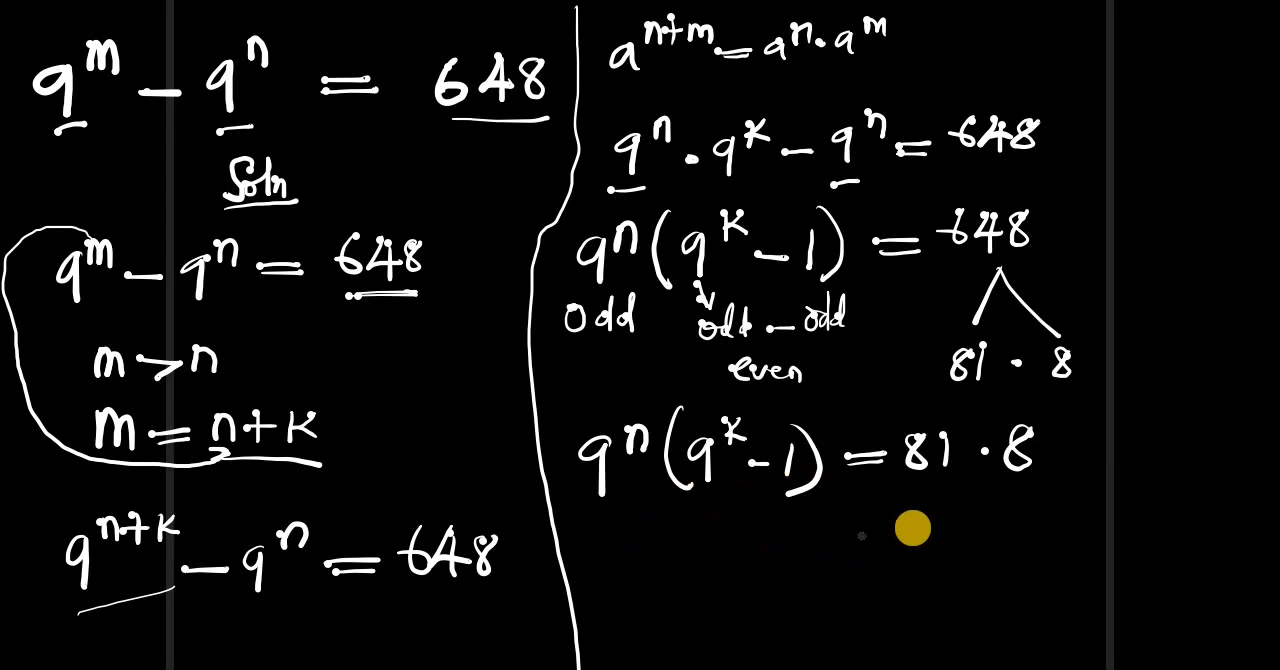 9^m - 9^n = 648
Soln
9^m - 9^n = 648
m > n
m = n + k
9^{n+k} - 9^n = 648
a^{n+m} = a^n · a^m
9^n · 9^k - 9^n = 648
9^n (9^k - 1) = 648
odd odd - odd
even
81 · 8
9^n (9^k - 1) = 81 · 8